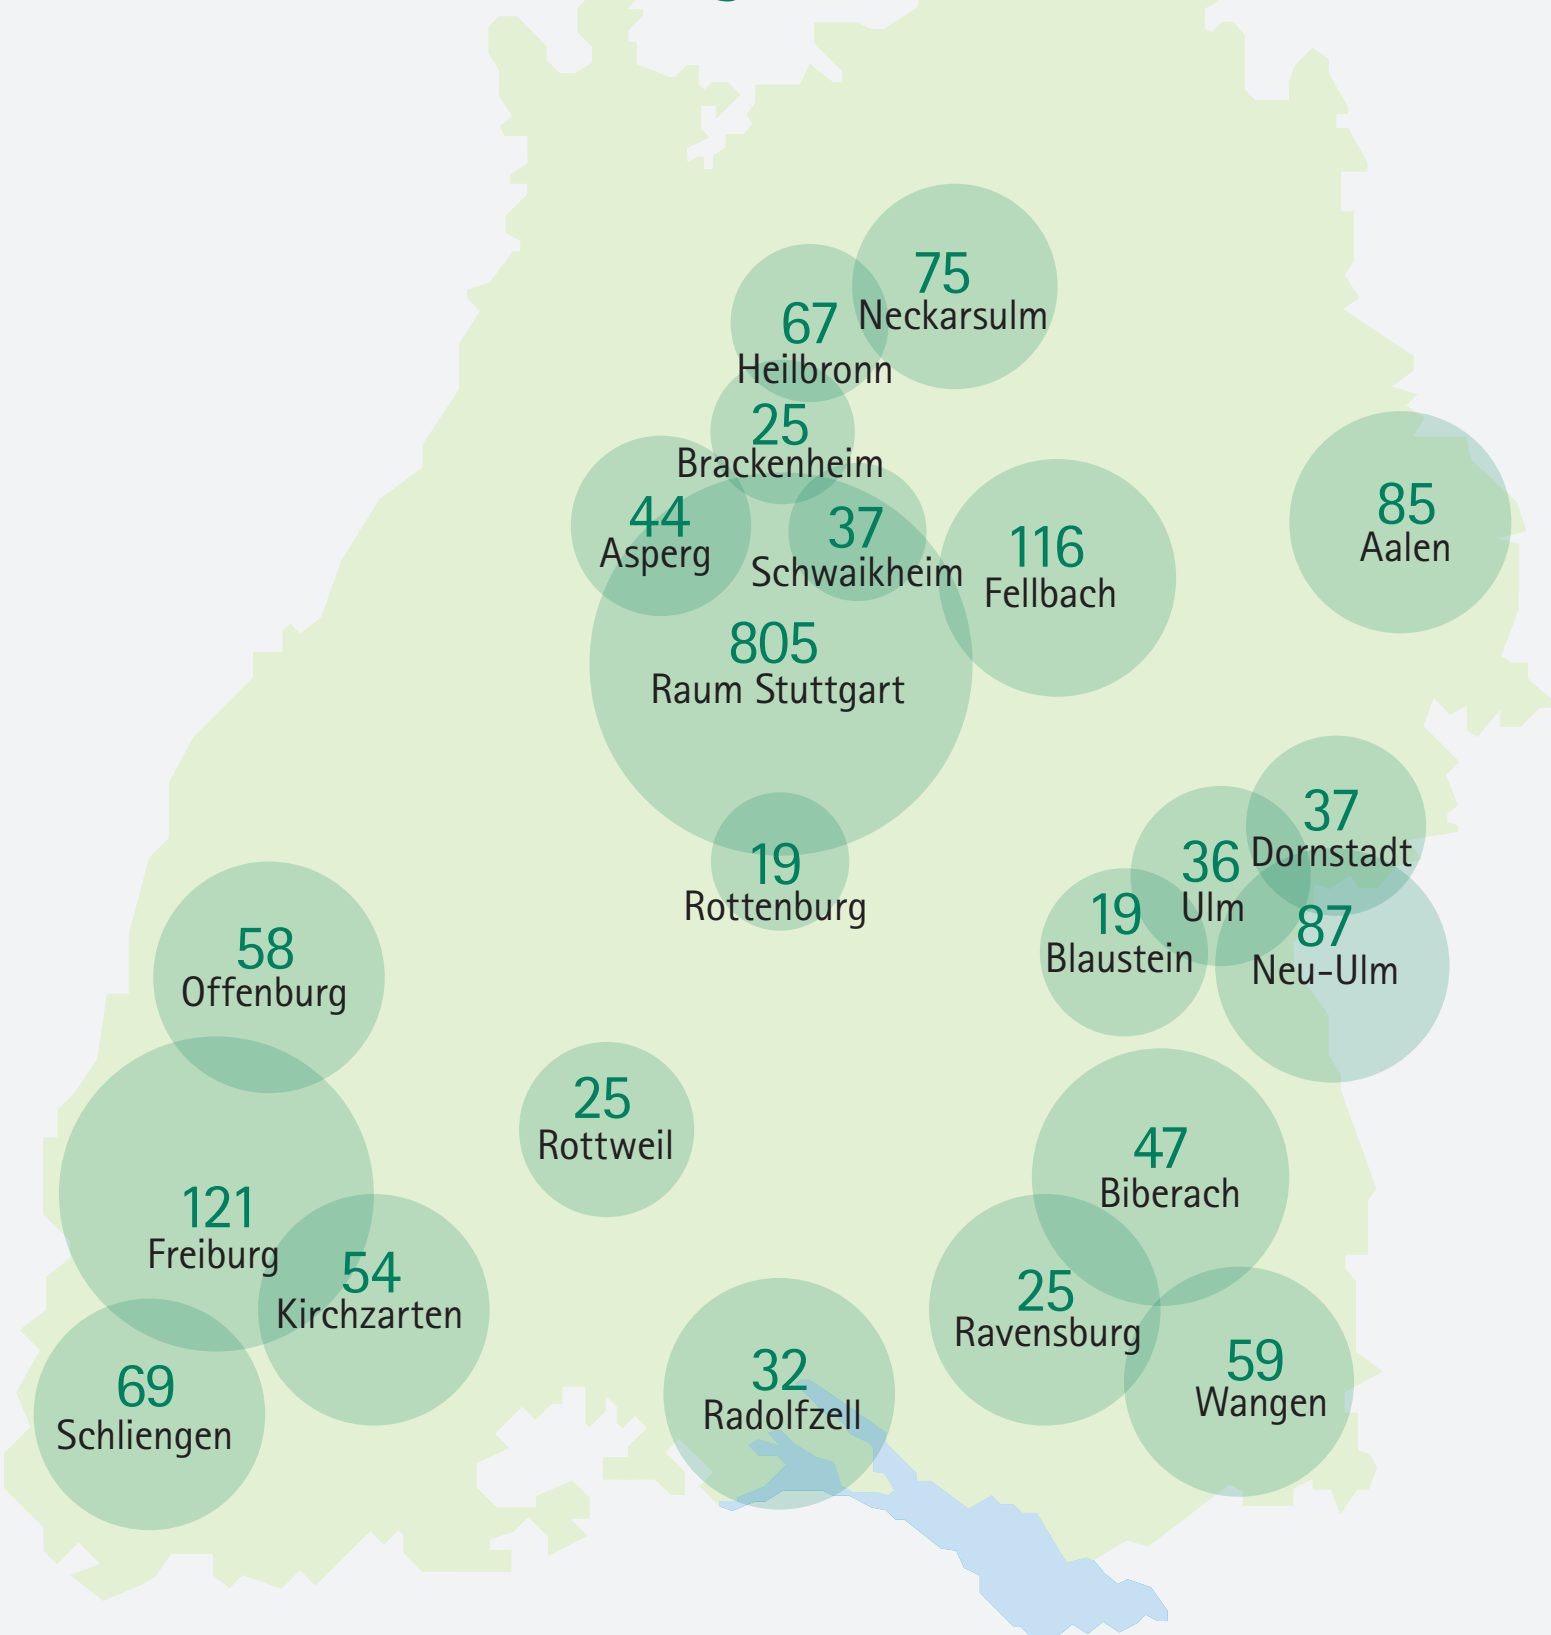 75
Neckarsulm
67
Heilbronn
25
Brackenheim
44
Asperg
37
Schwaikheim
116
Fellbach
85
Aalen
805
Raum Stuttgart
19
Rottenburg
37
Dornstadt
36
Ulm
19
Blaustein
87
Neu-Ulm
58
Offenburg
25
Rottweil
47
Biberach
121
Freiburg
54
Kirchzarten
25
Ravensburg
59
Wangen
32
Radolfzell
69
Schliengen